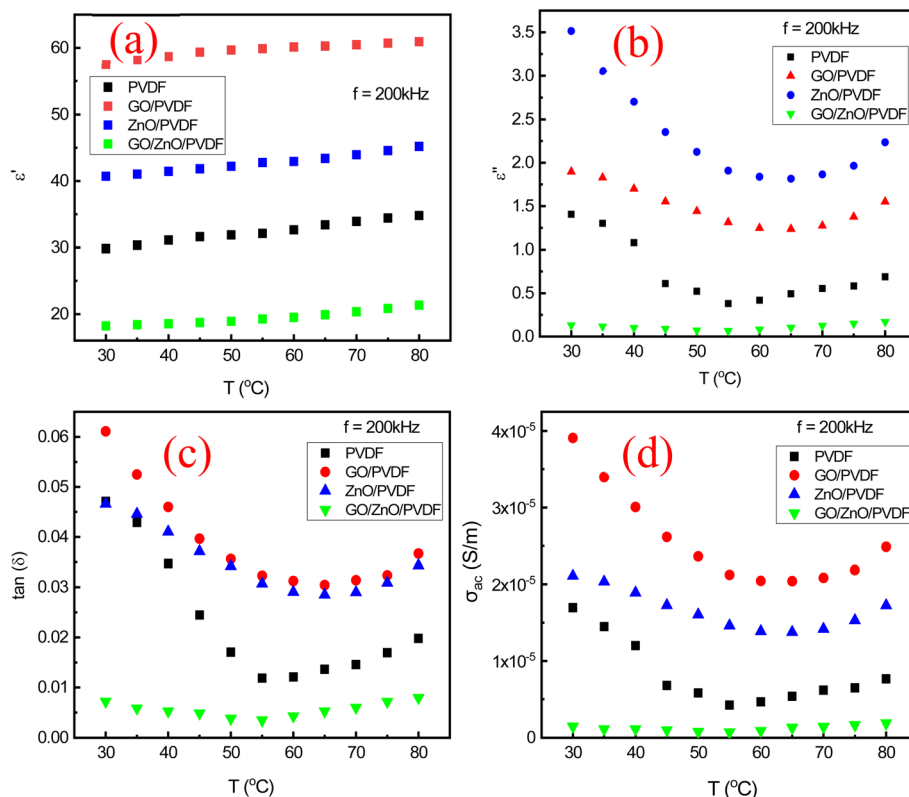 (a)
60
50
40
30
20
ε'
PVDF
GO/PVDF
ZnO/PVDF
GO/ZnO/PVDF
f = 200kHz
30 40 50 60 70 80
T (°C)
(b)
f = 200kHz
3.5
3.0
2.5
2.0
1.5
1.0
0.5
0.0
ε"
PVDF
GO/PVDF
ZnO/PVDF
GO/ZnO/PVDF
30 40 50 60 70 80
T (°C)
(c)
f = 200kHz
0.06
0.05
0.04
0.03
0.02
0.01
0.00
tan (δ)
PVDF
GO/PVDF
ZnO/PVDF
GO/ZnO/PVDF
30 40 50 60 70 80
T (°C)
(d)
f = 200kHz
4x10⁻⁵
3x10⁻⁵
2x10⁻⁵
1x10⁻⁵
0
σac (S/m)
PVDF
GO/PVDF
ZnO/PVDF
GO/ZnO/PVDF
30 40 50 60 70 80
T (°C)